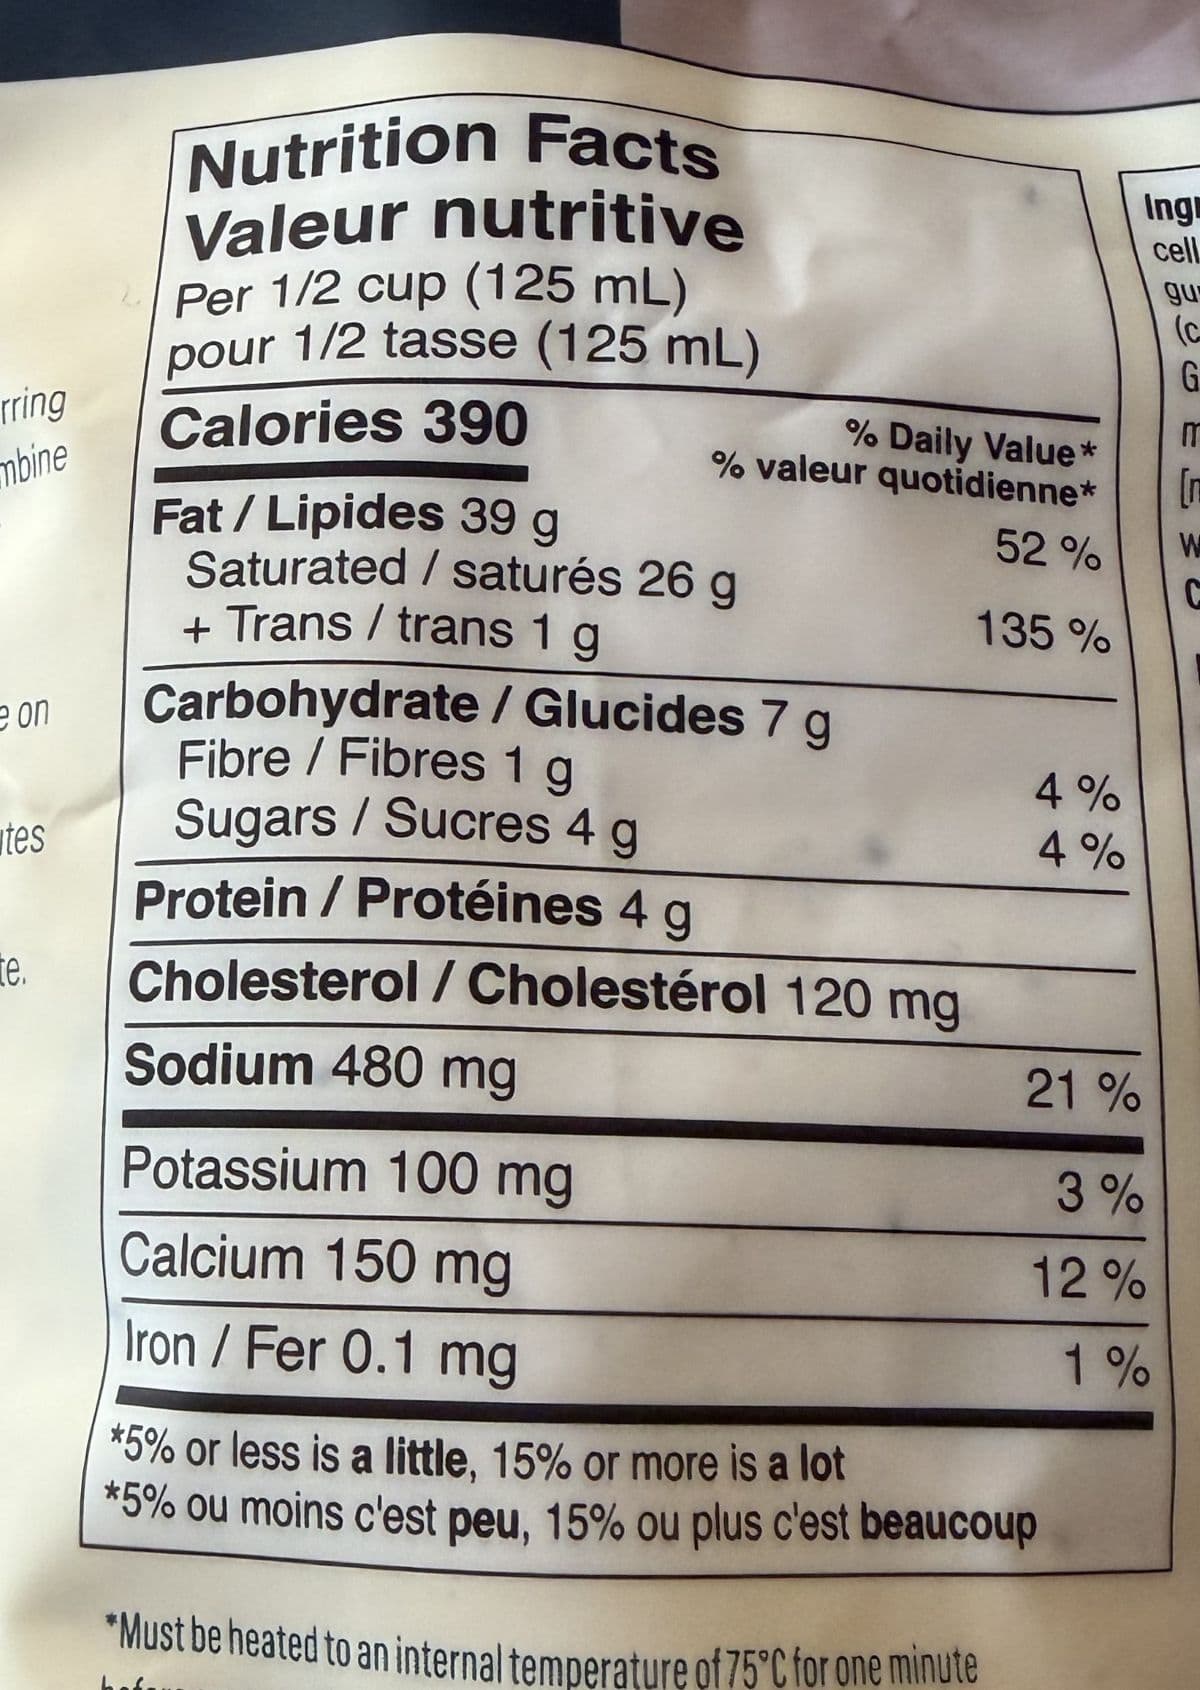 Nutrition Facts
Valeur nutritive
Per 1/2 cup (125 mL)
pour 1/2 tasse (125 mL)
Calories 390
% Daily Value*
% valeur quotidienne*
Fat / Lipides 39 g 52 %
Saturated / saturés 26 g
+ Trans / trans 1 g 135 %
Carbohydrate / Glucides 7 g
Fibre / Fibres 1 g 4 %
Sugars / Sucres 4 g 4 %
Protein / Protéines 4 g
Cholesterol / Cholestérol 120 mg
Sodium 480 mg 21 %
Potassium 100 mg 3 %
Calcium 150 mg 12 %
Iron / Fer 0.1 mg 1 %
*5% or less is a little, 15% or more is a lot
*5% ou moins c'est peu, 15% ou plus c'est beaucoup
*Must be heated to an internal temperature of 75°C for one minute